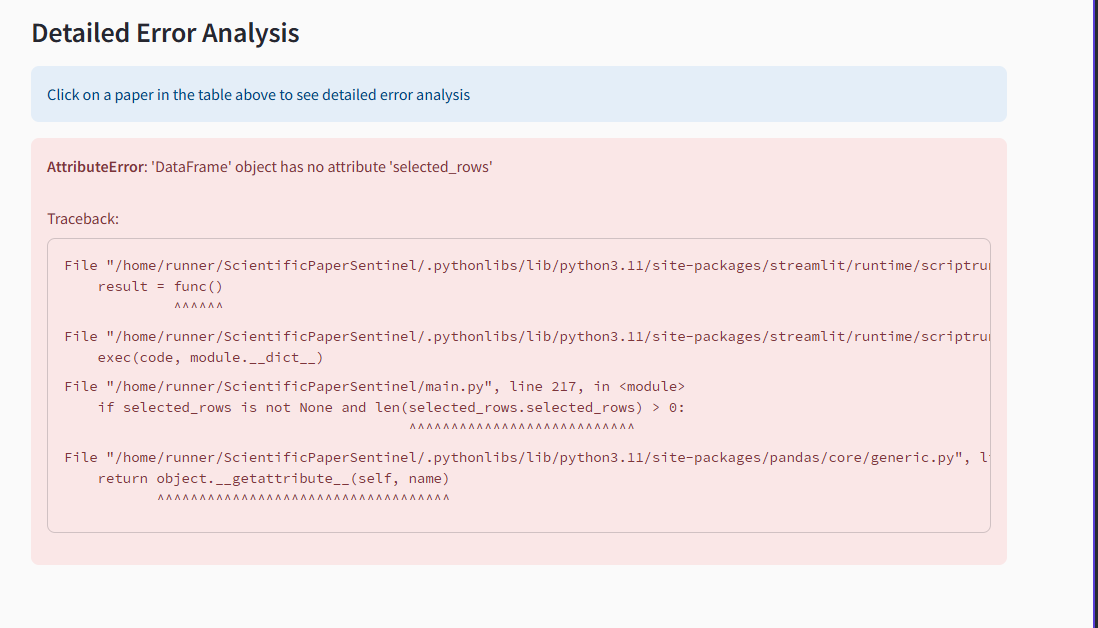 Detailed Error Analysis
Click on a paper in the table above to see detailed error analysis
AttributeError: 'DataFrame' object has no attribute 'selected_rows'
Traceback:
File "/home/runner/ScientificPaperSentinel/.pythonlibs/lib/python3.11/site-packages/streamlit/runtime/scriptru
result = func()
^^^^^^
File "/home/runner/ScientificPaperSentinel/.pythonlibs/lib/python3.11/site-packages/streamlit/runtime/scriptru
exec(code, module.__dict__)
File "/home/runner/ScientificPaperSentinel/main.py", line 217, in <module>
if selected_rows is not None and len(selected_rows.selected_rows) > 0:
^^^^^^^^^^^^^^^^^^^^^^^^^^^
File "/home/runner/ScientificPaperSentinel/.pythonlibs/lib/python3.11/site-packages/pandas/core/generic.py", l
return object.__getattribute__(self, name)
^^^^^^^^^^^^^^^^^^^^^^^^^^^^^^^^^^^